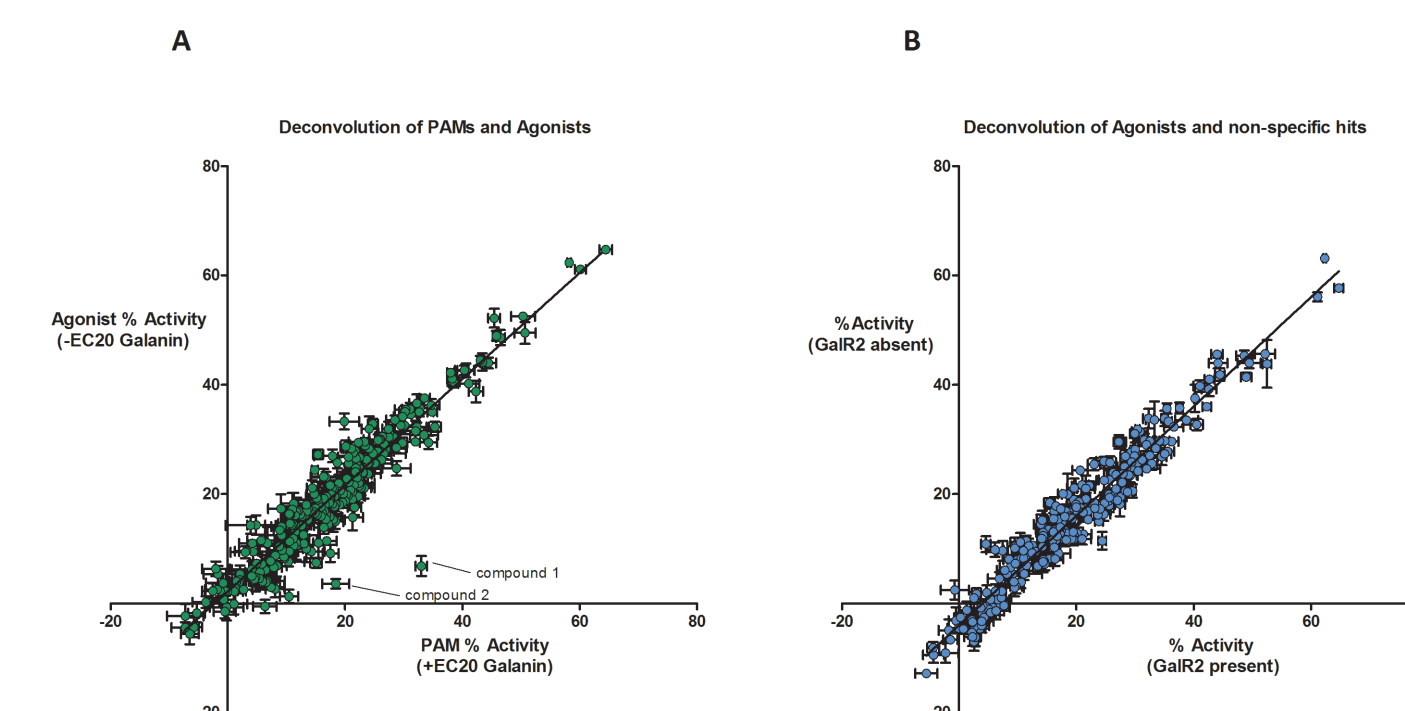 A
B
Deconvolution of PAMs and Agonists
Deconvolution of Agonists and non-specific hits
80
60
40
20
Agonist % Activity
(-EC20 Galanin)
compound 1
compound 2
-20
20
40
60
80
PAM % Activity
(+EC20 Galanin)
80
60
40
20
%Activity
(GalR2 absent)
-20
20
40
60
% Activity
(GalR2 present)